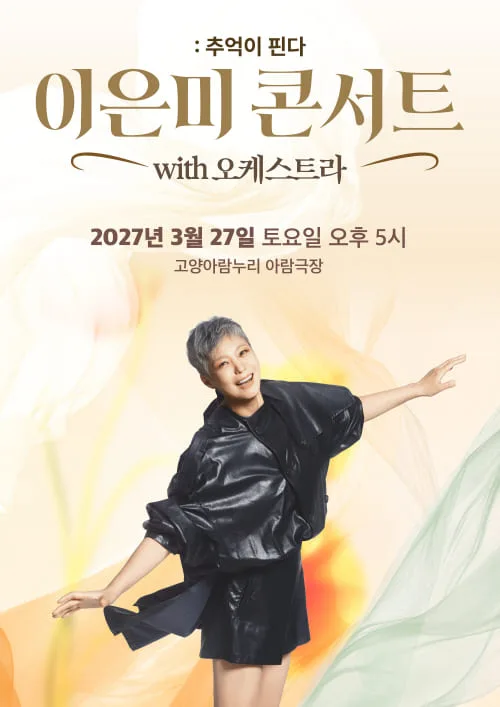 : 추억이 핀다
이은미 콘서트
with 오케스트라
2027년 3월 27일 토요일 오후 5시
고양아람누리 아람극장